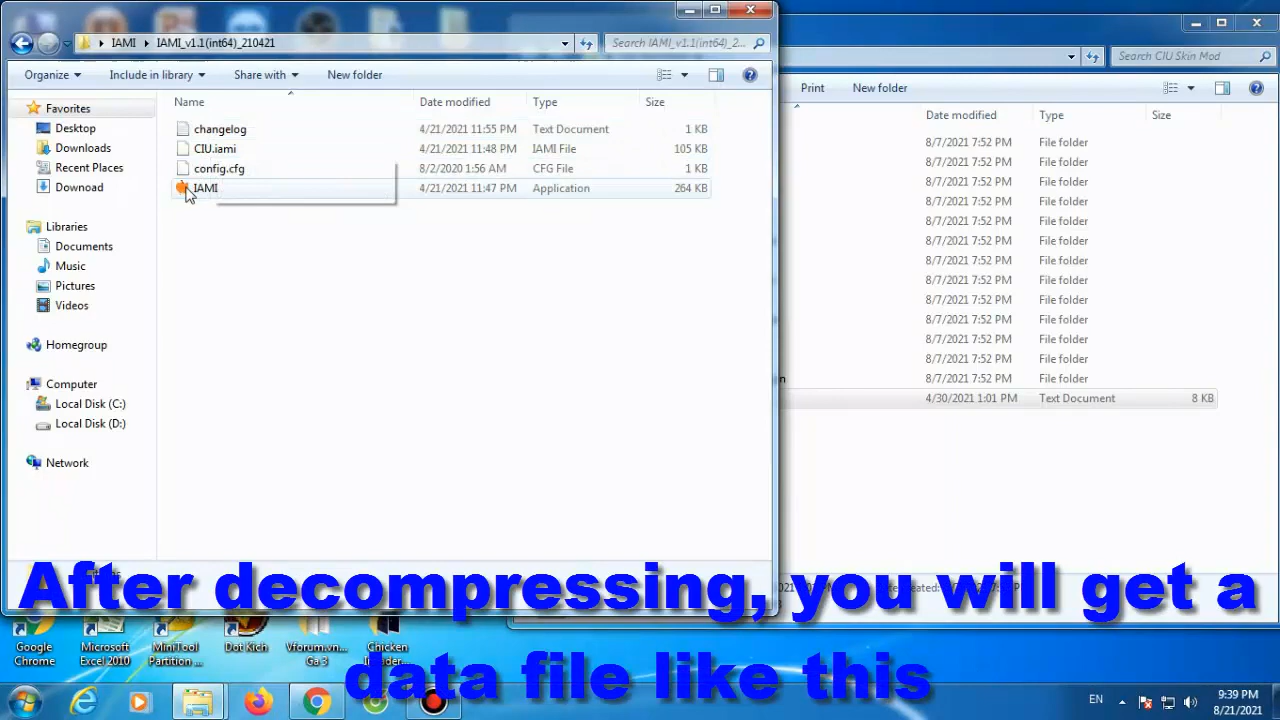 IAMI
IAMI_v1.1(int64)_210421
Search IAMI_v1.1(int64)_2...
Organize
Include in library
Share with
New folder
Name
Date modified
Type
Size
Favorites
Desktop
Downloads
Recent Places
Downoad
Libraries
Documents
Music
Pictures
Videos
Homegroup
Computer
Local Disk (C:)
Local Disk (D:)
Network
changelog 4/21/2021 11:55 PM Text Document 1 KB
CIU.iami 4/21/2021 11:48 PM IAMI File 105 KB
config.cfg 8/2/2020 1:56 AM CFG File 1 KB
IAMI 4/21/2021 11:47 PM Application 264 KB
Search CIU Skin Mod
Print
New folder
Date modified
Type
Size
8/7/2021 7:52 PM File folder
8/7/2021 7:52 PM File folder
8/7/2021 7:52 PM File folder
8/7/2021 7:52 PM File folder
8/7/2021 7:52 PM File folder
8/7/2021 7:52 PM File folder
8/7/2021 7:52 PM File folder
8/7/2021 7:52 PM File folder
8/7/2021 7:52 PM File folder
8/7/2021 7:52 PM File folder
8/7/2021 7:52 PM File folder
8/7/2021 7:52 PM File folder
n 8/7/2021 7:52 PM File folder
4/30/2021 1:01 PM Text Document 8 KB
After decompressing, you will get a
data file like this
Google
Chrome
Microsoft
Excel 2010
MiniTool
Partition ...
Dot Kich
Vforum.vn...
Ga 3
Chicken
EN
9:39 PM
8/21/2021